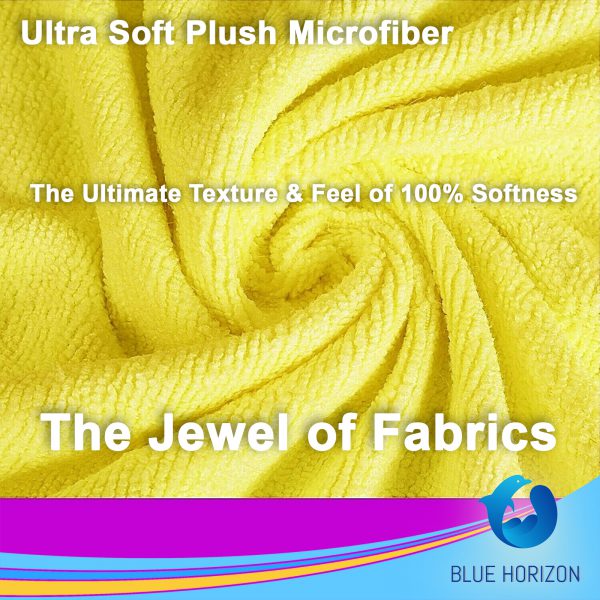 Ultra Soft Plush Microfiber
The Ultimate Texture & Feel of 100% Softness
The Jewel of Fabrics
BLUE HORIZON